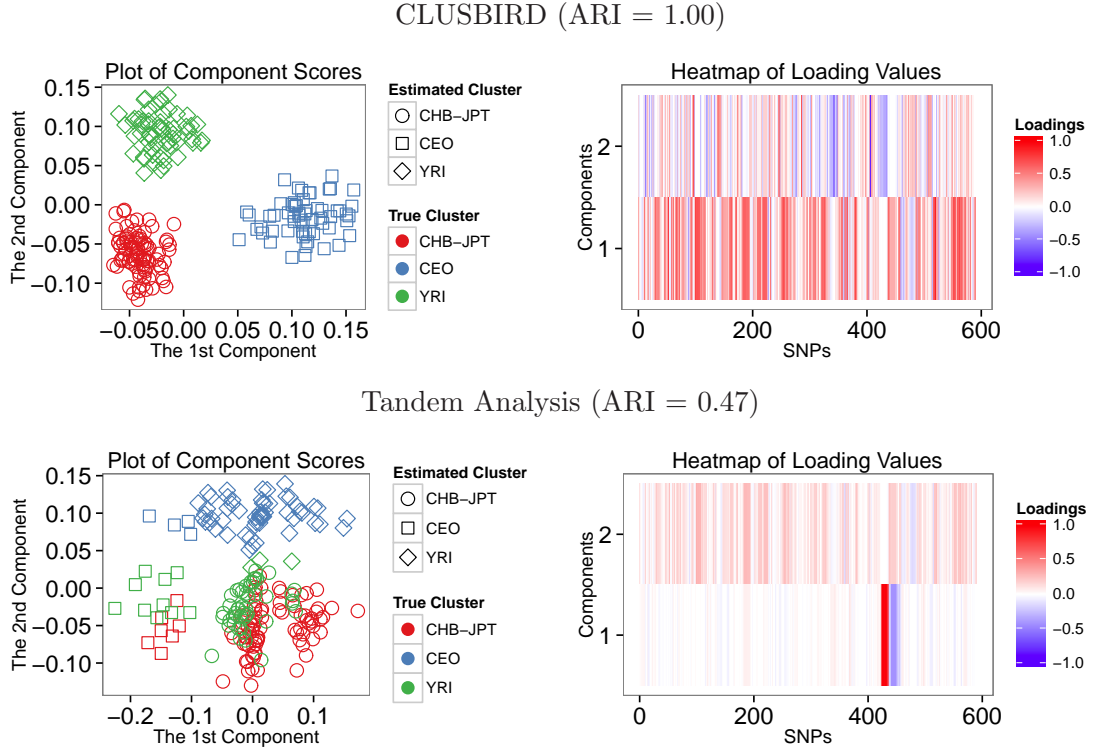 CLUSBIRD (ARI = 1.00)
Plot of Component Scores
The 2nd Component
0.15
0.10
0.05
0.00
−0.05
−0.10
−0.05 0.00 0.05 0.10 0.15
The 1st Component
Estimated Cluster
CHB−JPT
CEO
YRI
True Cluster
CHB−JPT
CEO
YRI
Heatmap of Loading Values
Components
2
1
0 200 400 600
SNPs
Loadings
1.0
0.5
0.0
−0.5
−1.0
Tandem Analysis (ARI = 0.47)
Plot of Component Scores
The 2nd Component
0.15
0.10
0.05
0.00
−0.05
−0.10
−0.2 −0.1 0.0 0.1
The 1st Component
Estimated Cluster
CHB−JPT
CEO
YRI
True Cluster
CHB−JPT
CEO
YRI
Heatmap of Loading Values
Components
2
1
0 200 400 600
SNPs
Loadings
1.0
0.5
0.0
−0.5
−1.0